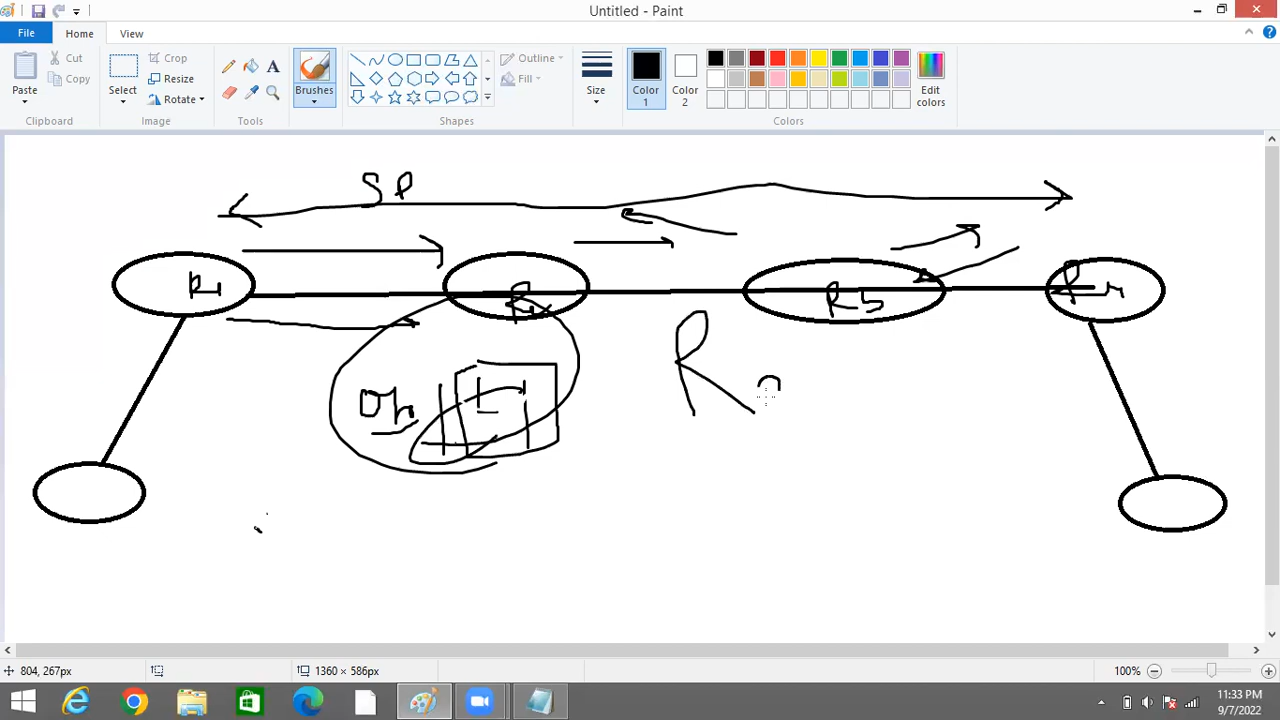 Untitled - Paint
File Home View
Cut
Copy
Paste
Clipboard
Crop
Resize
Rotate
Select
Image
Tools
Brushes
Outline
Fill
Shapes
Size
Color 1
Color 2
Edit colors
Colors
SP
R1
R5
R
804, 267px
1360 × 586px
100%
11:33 PM
9/7/2022